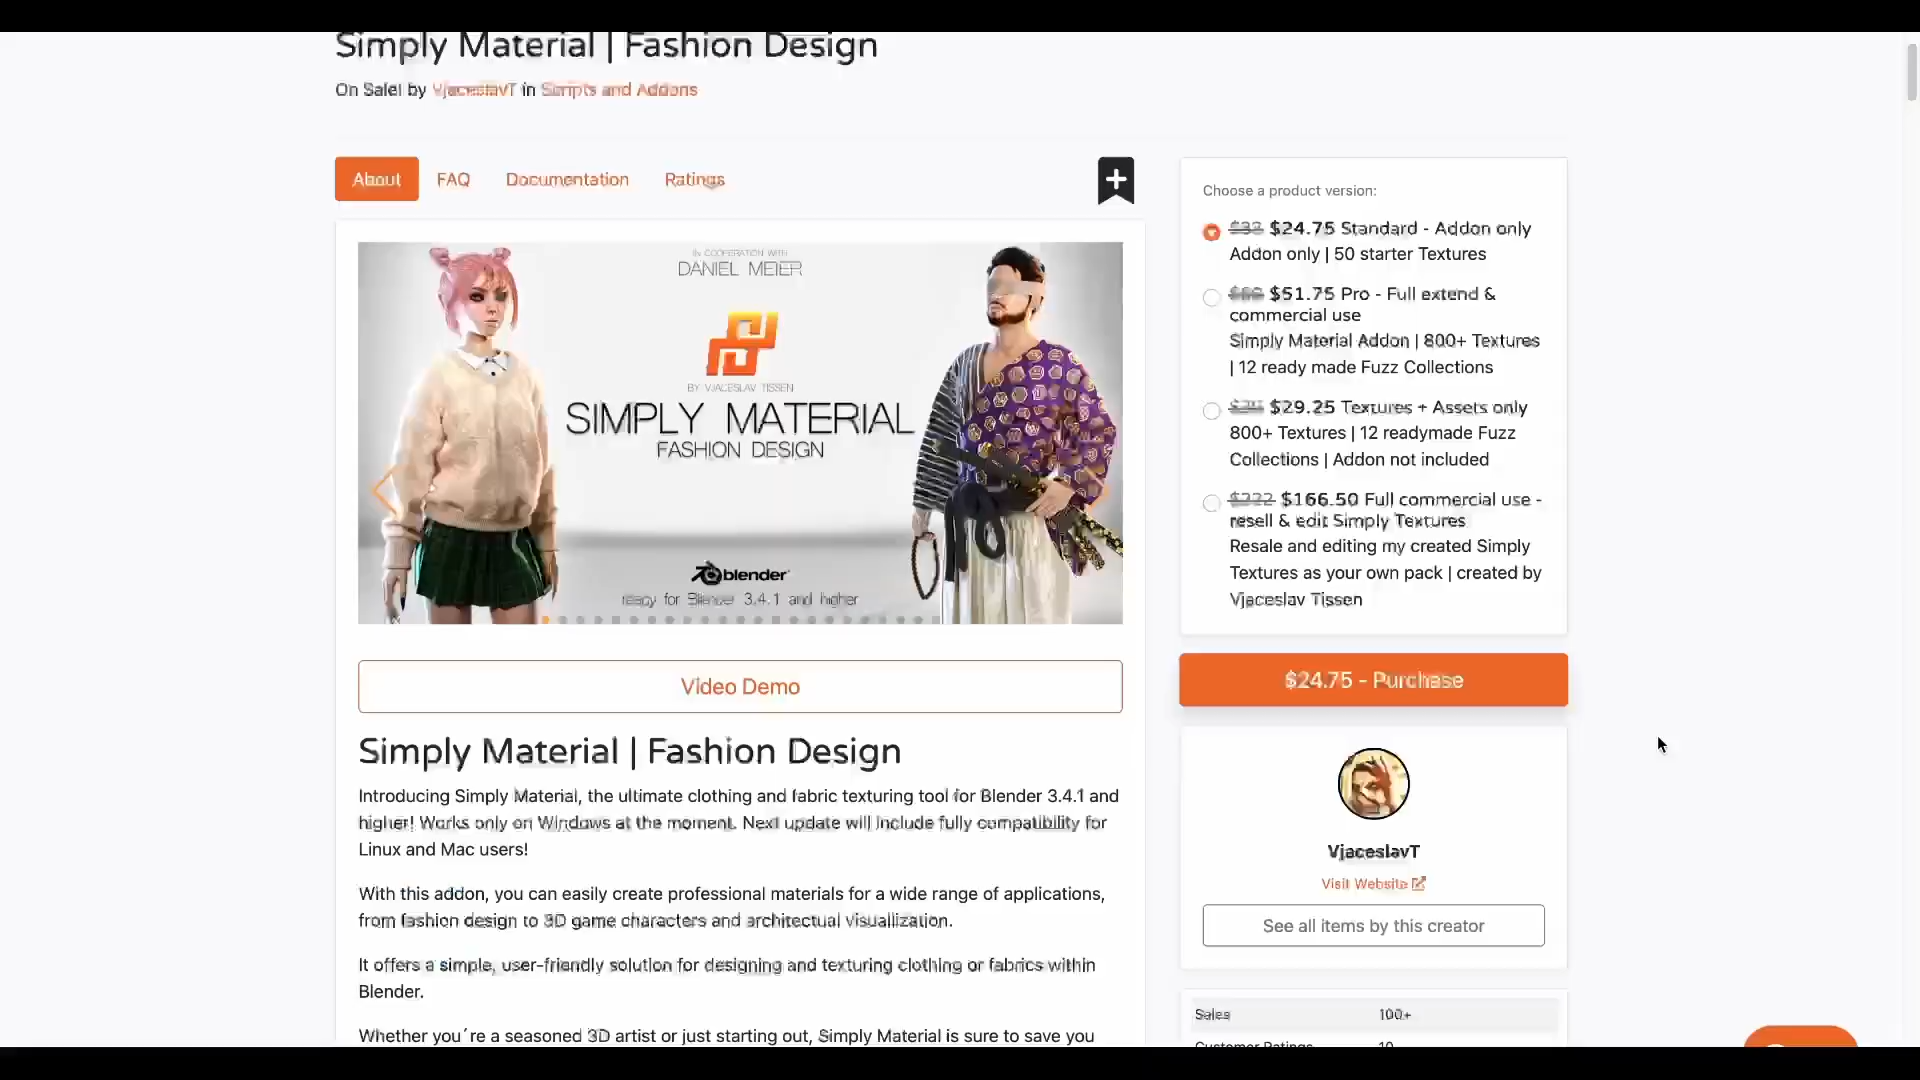 Simply Material | Fashion Design
On Sale! by VjaceslavT in Scripts and Addons
About FAQ Documentation Ratings
IN COOPERATION WITH
DANIEL MEIER
BY VJACESLAV TISSEN
SIMPLY MATERIAL
FASHION DESIGN
blender
ready for Blender 3.4.1 and higher
Video Demo
Simply Material | Fashion Design
Introducing Simply Material, the ultimate clothing and fabric texturing tool for Blender 3.4.1 and
higher! Works only on Windows at the moment. Next update will include fully compatibility for
Linux and Mac users!
With this addon, you can easily create professional materials for a wide range of applications,
from fashion design to 3D game characters and architectual visuallization.
It offers a simple, user-friendly solution for designing and texturing clothing or fabrics within
Blender.
Whether you´re a seasoned 3D artist or just starting out, Simply Material is sure to save you
Choose a product version:
$33 $24.75 Standard - Addon only
Addon only | 50 starter Textures
$51.75 Pro - Full extend &
commercial use
Simply Material Addon | 800+ Textures
| 12 ready made Fuzz Collections
$29.25 Textures + Assets only
800+ Textures | 12 readymade Fuzz
Collections | Addon not included
$222 $166.50 Full commercial use -
resell & edit Simply Textures
Resale and editing my created Simply
Textures as your own pack | created by
Vjaceslav Tissen
$24.75 - Purchase
VjaceslavT
Visit Website
See all items by this creator
Sales 100+
Customer Ratings 10